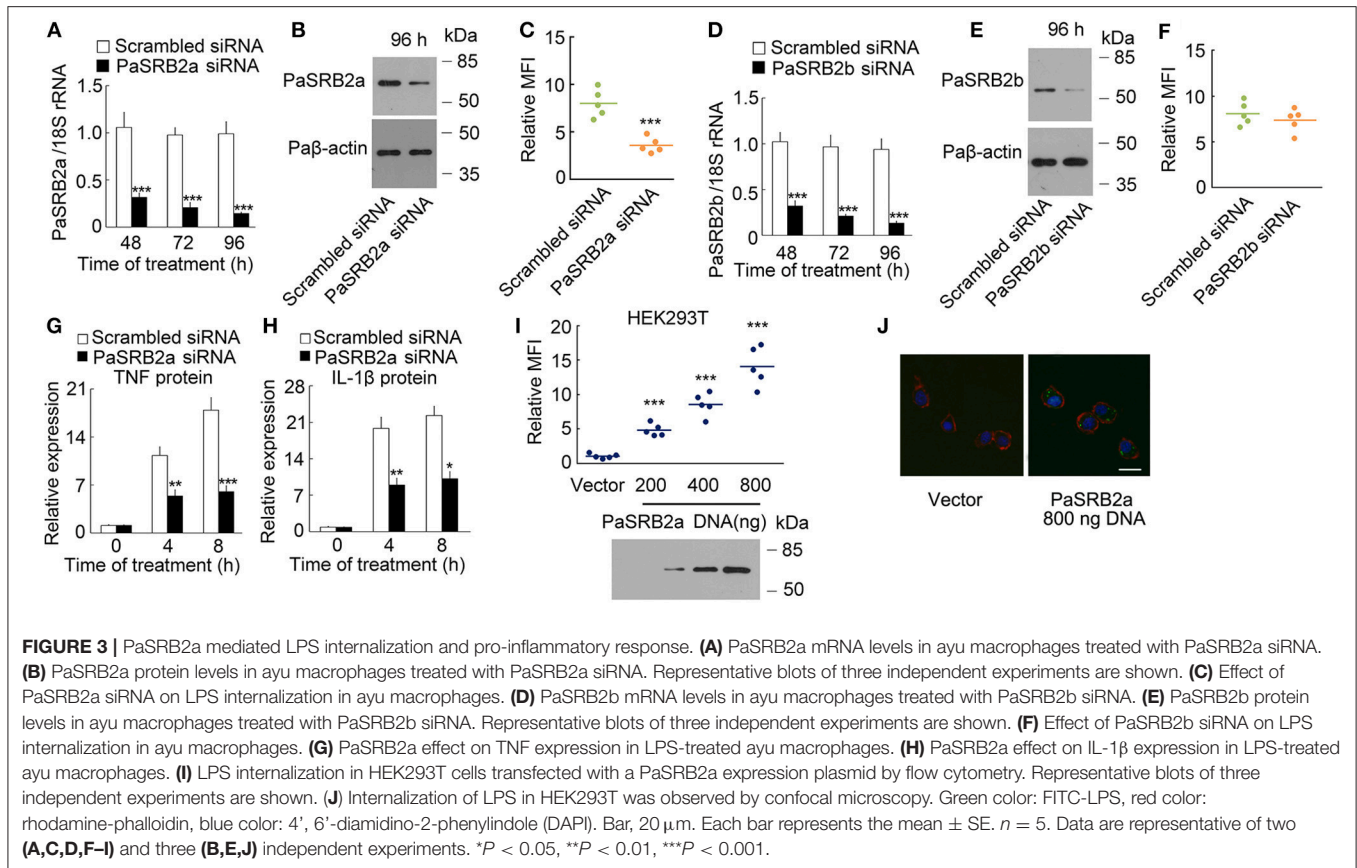 A
Scrambled siRNA
PaSRB2a siRNA
PaSRB2a /18S rRNA
1.5
1.0
0.5
0
***
***
***
48 72 96
Time of treatment (h)
B
96 h
kDa
PaSRB2a
Paβ-actin
– 85
– 50
– 50
– 35
Scrambled siRNA
PaSRB2a siRNA
C
Relative MFI
15
10
5
0
***
Scrambled siRNA
PaSRB2a siRNA
D
Scrambled siRNA
PaSRB2b siRNA
PaSRB2b /18S rRNA
1.5
1.0
0.5
0
***
***
***
48 72 96
Time of treatment (h)
E
96 h
kDa
PaSRB2b
Paβ-actin
– 85
– 50
– 50
– 35
Scrambled siRNA
PaSRB2b siRNA
F
Relative MFI
15
10
5
0
Scrambled siRNA
PaSRB2b siRNA
G
Scrambled siRNA
PaSRB2a siRNA
TNF protein
Relative expression
21
14
7
0
**
***
0 4 8
Time of treatment (h)
H
Scrambled siRNA
PaSRB2a siRNA
IL-1β protein
Relative expression
28
21
14
7
0
**
*
0 4 8
Time of treatment (h)
I
HEK293T
Relative MFI
20
15
10
5
0
***
***
***
Vector 200 400 800
PaSRB2a DNA(ng)
kDa
– 85
50
J
Vector
PaSRB2a
800 ng DNA
FIGURE 3 | PaSRB2a mediated LPS internalization and pro-inflammatory response. (A) PaSRB2a mRNA levels in ayu macrophages treated with PaSRB2a siRNA.
(B) PaSRB2a protein levels in ayu macrophages treated with PaSRB2a siRNA. Representative blots of three independent experiments are shown. (C) Effect of
PaSRB2a siRNA on LPS internalization in ayu macrophages. (D) PaSRB2b mRNA levels in ayu macrophages treated with PaSRB2b siRNA. (E) PaSRB2b protein
levels in ayu macrophages treated with PaSRB2b siRNA. Representative blots of three independent experiments are shown. (F) Effect of PaSRB2b siRNA on LPS
internalization in ayu macrophages. (G) PaSRB2a effect on TNF expression in LPS-treated ayu macrophages. (H) PaSRB2a effect on IL-1β expression in LPS-treated
ayu macrophages. (I) LPS internalization in HEK293T cells transfected with a PaSRB2a expression plasmid by flow cytometry. Representative blots of three
independent experiments are shown. (J) Internalization of LPS in HEK293T was observed by confocal microscopy. Green color: FITC-LPS, red color:
rhodamine-phalloidin, blue color: 4', 6'-diamidino-2-phenylindole (DAPI). Bar, 20 μm. Each bar represents the mean ± SE. n = 5. Data are representative of two
(A,C,D,F–I) and three (B,E,J) independent experiments. *P < 0.05, **P < 0.01, ***P < 0.001.